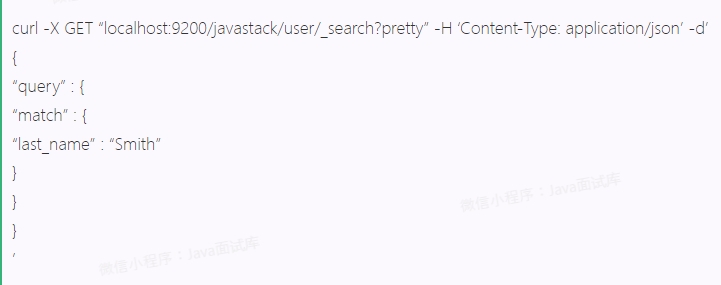 curl -X GET “localhost:9200/javastack/user/_search?pretty” -H ‘Content-Type: application/json’ -d’
{
“query” : {
“match” : {
“last_name” : “Smith”
}
}
}
‘
微信小程序：Java面试库
微信小程序：Java面试库